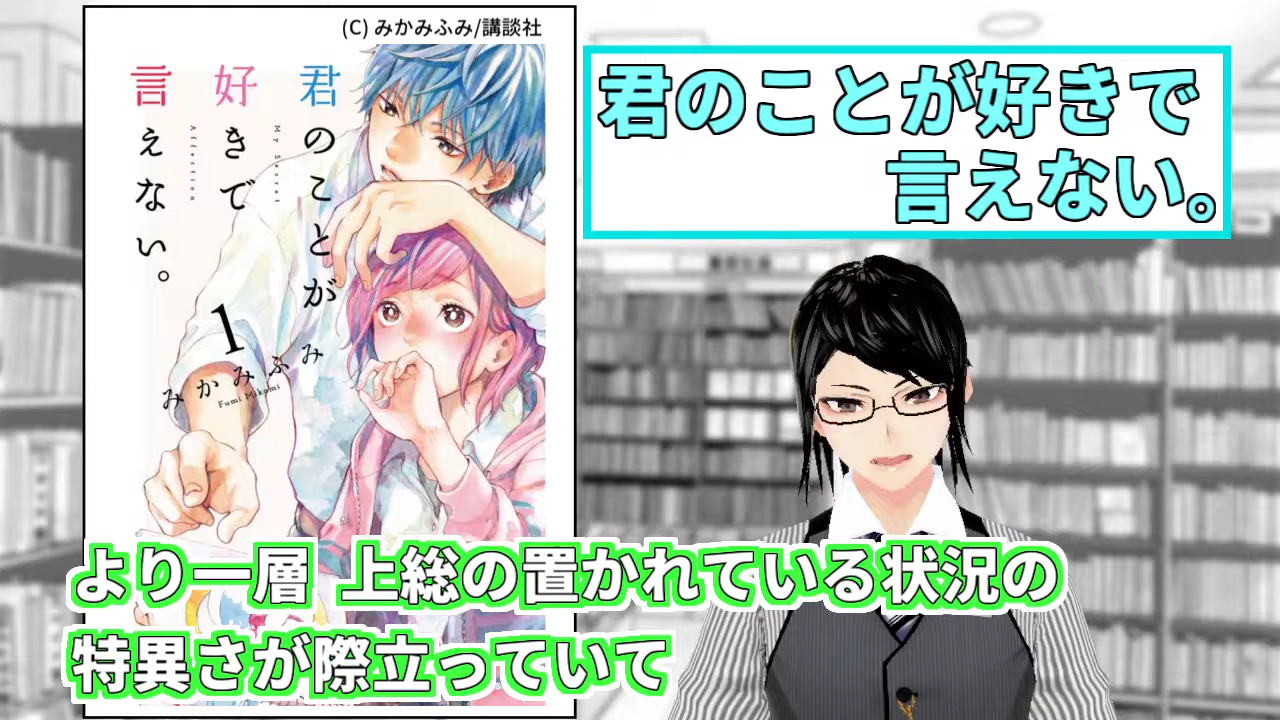 (C) みかみふみ/講談社
君のことが
好きで
言えない。
My Secret
Affection
1
みかみふみ
Fumi Mikami
君のことが好きで
言えない。
より一層 上総の置かれている状況の
特異さが際立っていて